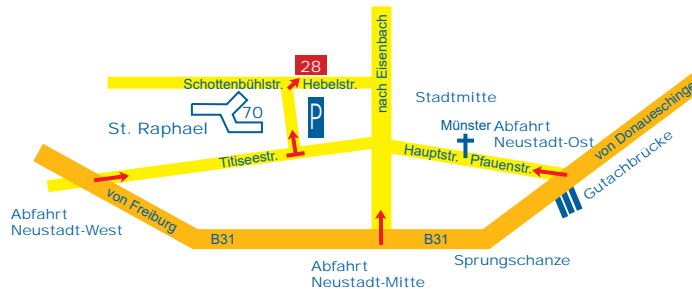 28
Schottenbühlstr.
Hebelstr.
nach Eisenbach
Stadtmitte
70
P
St. Raphael
Münster
Abfahrt
Neustadt-Ost
von Donaueschinge
Titiseestr.
Hauptstr.
Pfauenstr.
Gutachbrücke
von Freiburg
Abfahrt
Neustadt-West
B31
B31
Sprungschanze
Abfahrt
Neustadt-Mitte